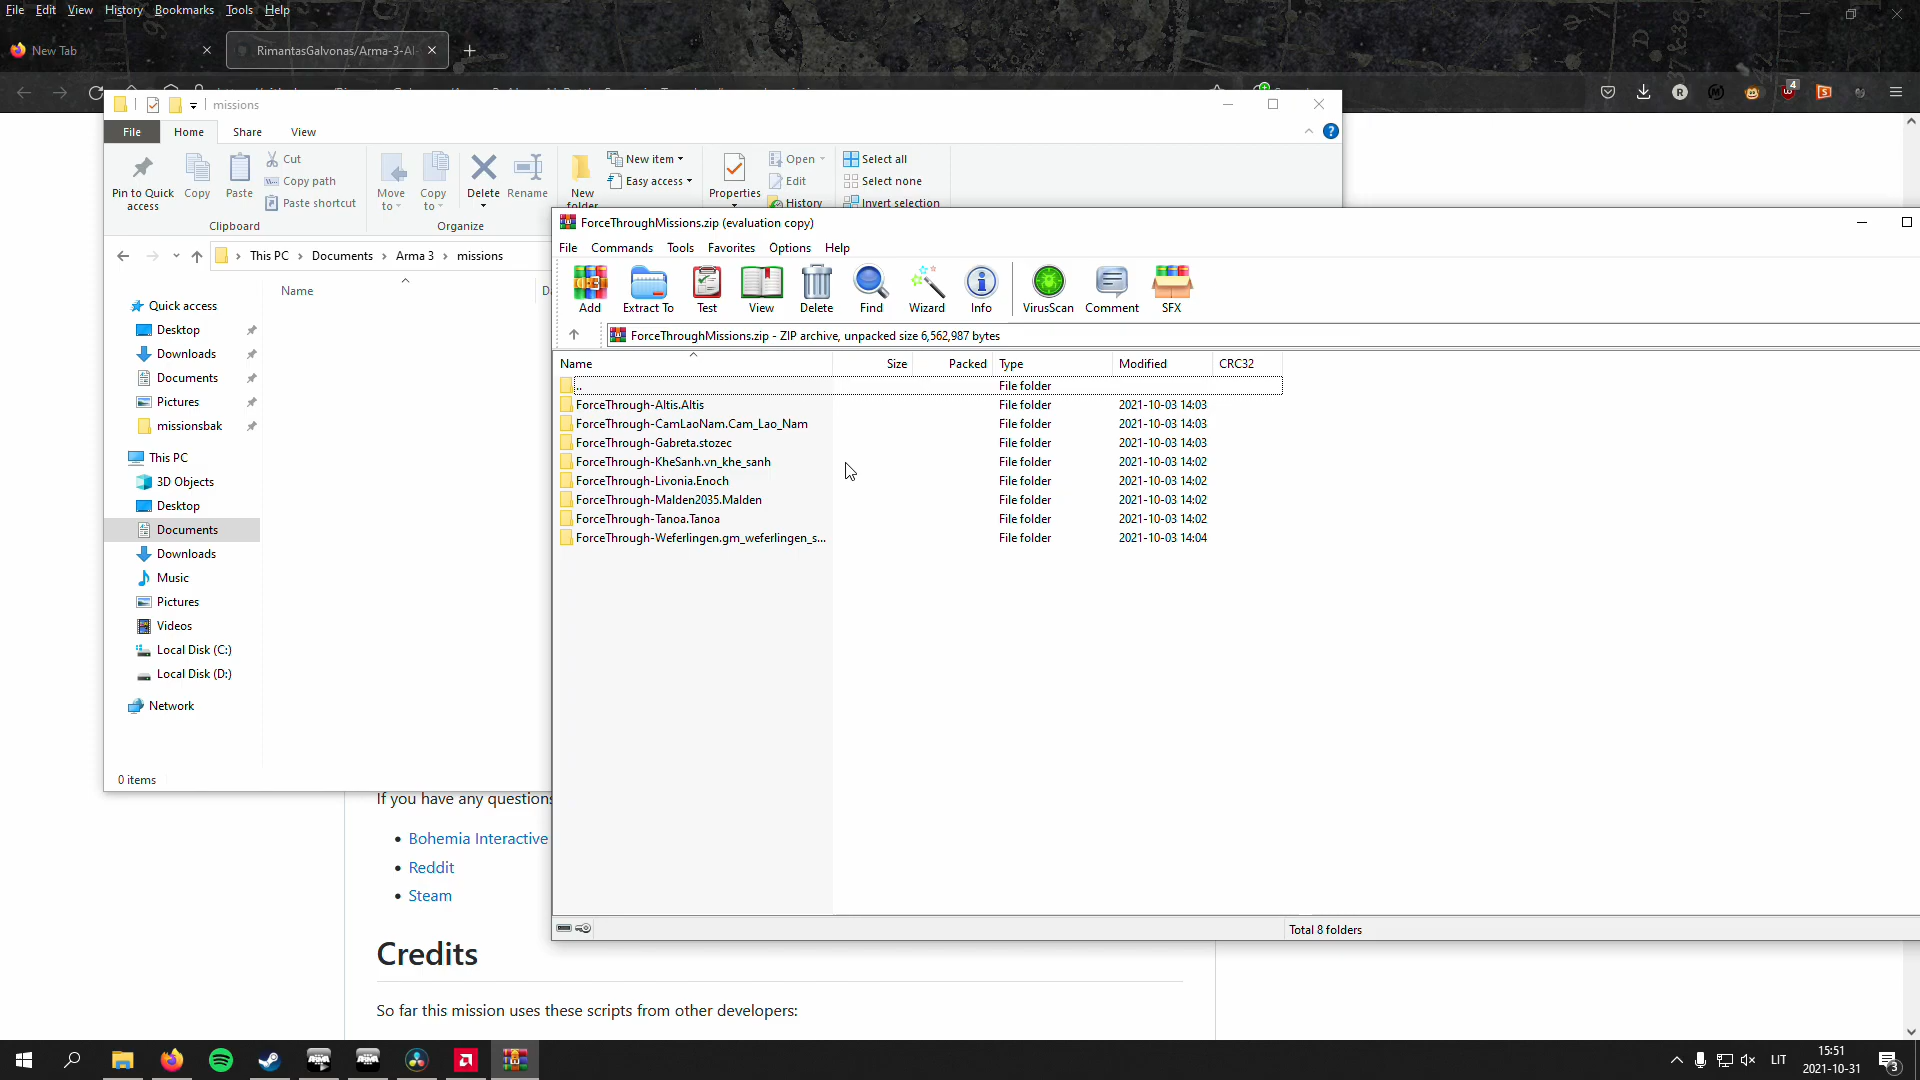 File Edit View History Bookmarks Tools Help
New Tab
RimantasGalvonas/Arma-3-Al
missions
File Home Share View
Pin to Quick access
Copy
Paste
Cut
Copy path
Paste shortcut
Clipboard
Move to
Copy to
Delete
Rename
Organize
New folder
New item
Easy access
Properties
Open
Edit
History
Select all
Select none
Invert selection
This PC > Documents > Arma 3 > missions
Name
Quick access
Desktop
Downloads
Documents
Pictures
missionsbak
This PC
3D Objects
Desktop
Documents
Downloads
Music
Pictures
Videos
Local Disk (C:)
Local Disk (D:)
Network
0 items
ForceThroughMissions.zip (evaluation copy)
File Commands Tools Favorites Options Help
Add Extract To Test View Delete Find Wizard Info VirusScan Comment SFX
ForceThroughMissions.zip - ZIP archive, unpacked size 6,562,987 bytes
Name Size Packed Type Modified CRC32
.. File folder
ForceThrough-Altis.Altis File folder 2021-10-03 14:03
ForceThrough-CamLaoNam.Cam_Lao_Nam File folder 2021-10-03 14:03
ForceThrough-Gabreta.stozec File folder 2021-10-03 14:03
ForceThrough-KheSanh.vn_khe_sanh File folder 2021-10-03 14:02
ForceThrough-Livonia.Enoch File folder 2021-10-03 14:02
ForceThrough-Malden2035.Malden File folder 2021-10-03 14:02
ForceThrough-Tanoa.Tanoa File folder 2021-10-03 14:02
ForceThrough-Weferlingen.gm_weferlingen_s... File folder 2021-10-03 14:04
Total 8 folders
If you have any questions
Bohemia Interactive
Reddit
Steam
Credits
So far this mission uses these scripts from other developers:
LIT
15:51
2021-10-31
3
4